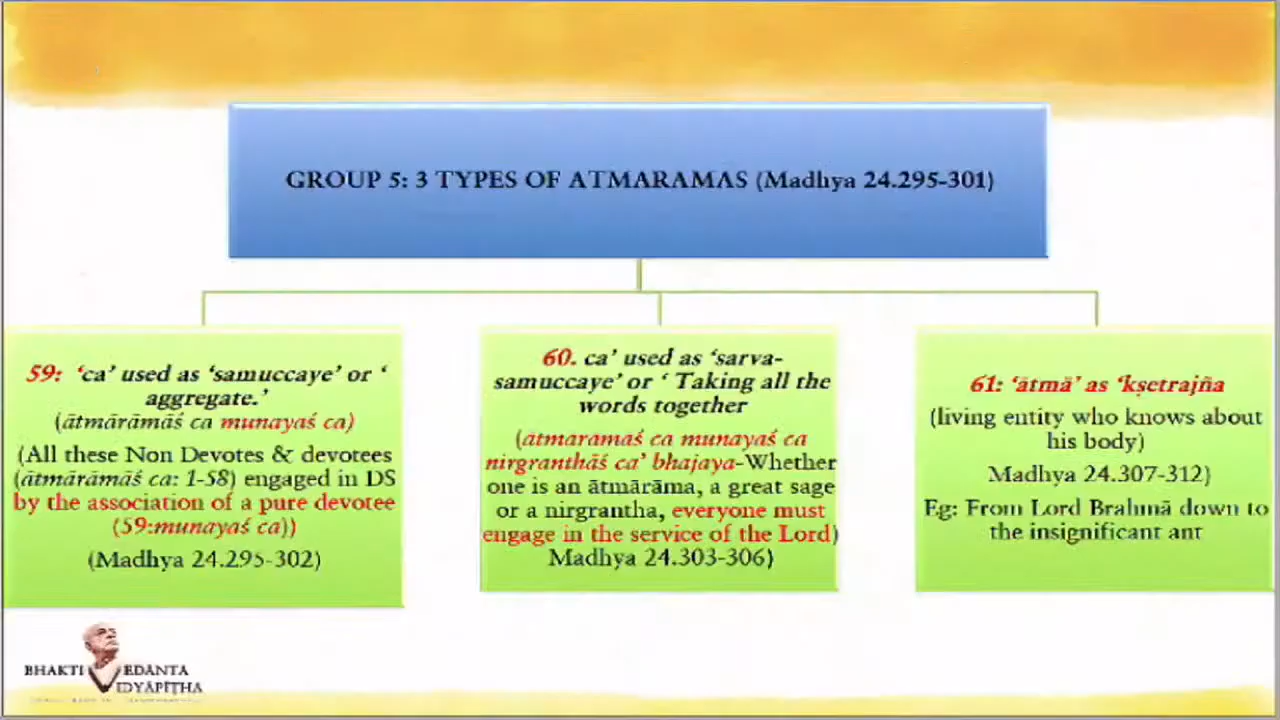 GROUP 5: 3 TYPES OF ATMARAMAS (Madhya 24.295-301)
59: ‘ca’ used as ‘samuccaye’ or ‘
aggregate.’
(ātmārāmāś ca munayaś ca)
(All these Non Devotes & devotees
(ātmārāmāś ca: 1-58) engaged in DS
by the association of a pure devotee
(59:munayaś ca))
(Madhya 24.295-302)
60. ca’ used as ‘sarva-
samuccaye’ or ‘ Taking all the
words together
(atmaramaś ca munayaś ca
nirgranthāś ca’ bhajaya-Whether
one is an ātmārāma, a great sage
or a nirgrantha, everyone must
engage in the service of the Lord)
Madhya 24.303-306)
61: ‘ātmā’ as ‘kṣetrajña
(living entity who knows about
his body)
Madhya 24.307-312)
Eg: From Lord Brahmā down to
the insignificant ant
BHAKTI VEDĀNTA
VIDYĀPĪṬHA